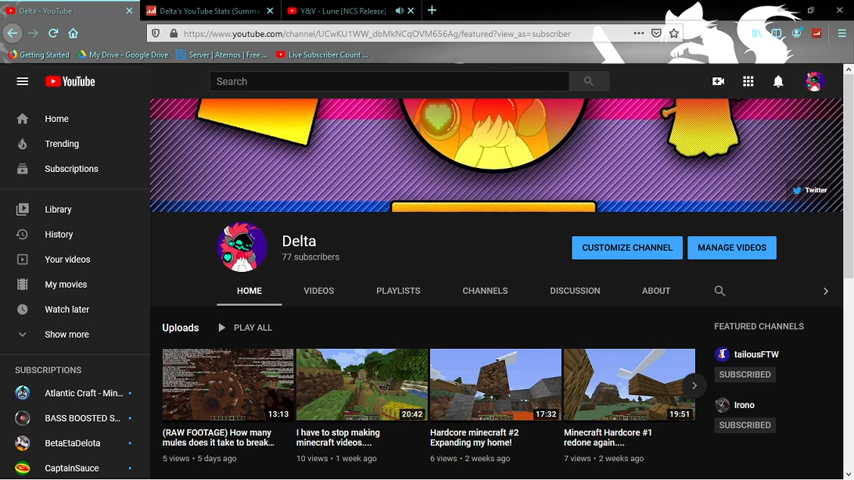 Delta - YouTube
Delta's YouTube Stats (Summa
Y&V - Lune [NCS Release]
https://www.youtube.com/channel/UCwKU1WW_dbMkNCqOVM656Ag/featured?view_as=subscriber
Getting Started
My Drive - Google Drive
Server | Aternos | Free ...
Live Subscriber Count ...
YouTube
Search
Home
Trending
Subscriptions
Library
History
Your videos
My movies
Watch later
Show more
SUBSCRIPTIONS
Atlantic Craft - Min...
BASS BOOSTED S...
BetaEtaDelota
CaptainSauce
Twitter
Delta
77 subscribers
CUSTOMIZE CHANNEL
MANAGE VIDEOS
HOME
VIDEOS
PLAYLISTS
CHANNELS
DISCUSSION
ABOUT
Uploads
PLAY ALL
13:13
(RAW FOOTAGE) How many
mules does it take to break...
5 views • 5 days ago
20:42
I have to stop making
minecraft videos....
10 views • 1 week ago
17:32
Hardcore minecraft #2
Expanding my home!
6 views • 2 weeks ago
19:51
Minecraft Hardcore #1
redone again....
7 views • 2 weeks ago
FEATURED CHANNELS
tailousFTW
SUBSCRIBED
Irono
SUBSCRIBED